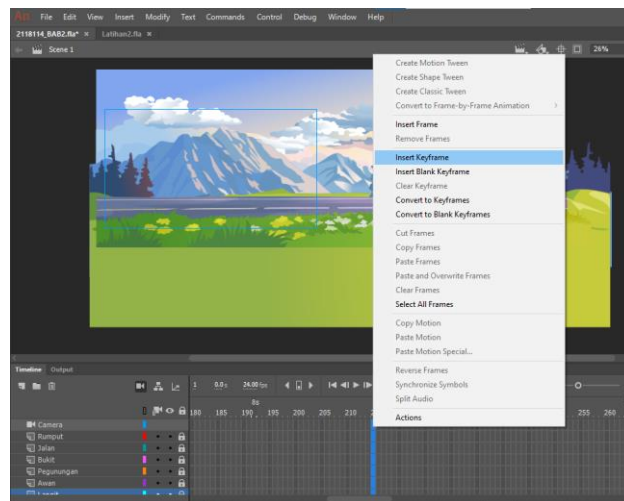 An File Edit View Insert Modify Text Commands Control Debug Window Help
2118114_BAB2.fla* × Latihan2.fla ×
Scene 1 26%
Create Motion Tween
Create Shape Tween
Create Classic Tween
Convert to Frame-by-Frame Animation
Insert Frame
Remove Frames
Insert Keyframe
Insert Blank Keyframe
Clear Keyframe
Convert to Keyframes
Convert to Blank Keyframes
Cut Frames
Copy Frames
Paste Frames
Paste and Overwrite Frames
Clear Frames
Select All Frames
Copy Motion
Paste Motion
Paste Motion Special...
Reverse Frames
Synchronize Symbols
Split Audio
Actions
Timeline Output
1 0.0 s 24.00 fps
8s
180 185 190 195 200 205 210 255 260
Camera
Rumput
Jalan
Bukit
Pegunungan
Awan